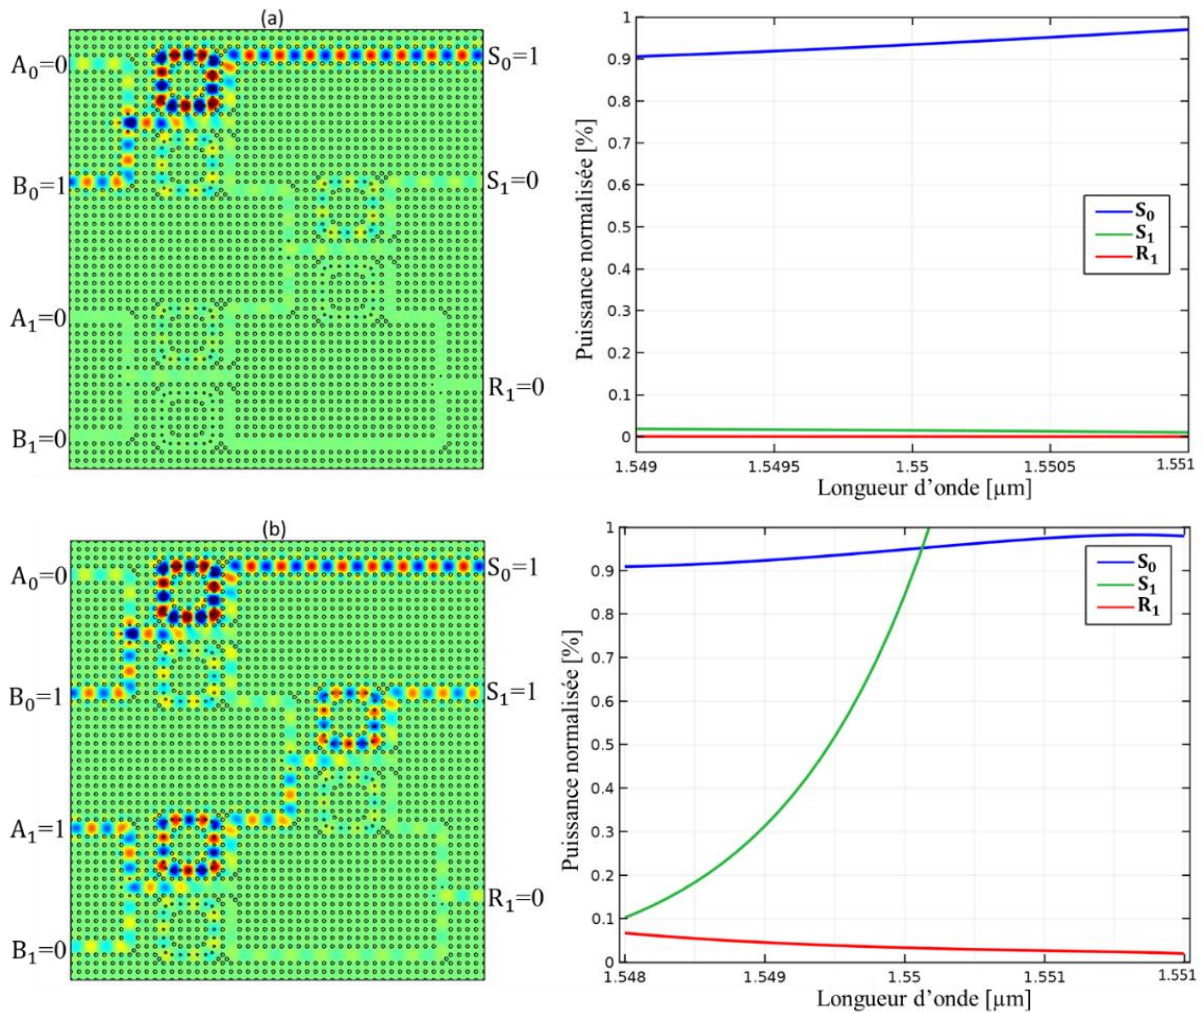 (a)
A₀=0
B₀=1
A₁=0
B₁=0
S₀=1
S₁=0
R₁=0
Puissance normalisée [%]
1
0.9
0.8
0.7
0.6
0.5
0.4
0.3
0.2
0.1
0
S₀
S₁
R₁
1.549
1.5495
1.55
1.5505
1.551
Longueur d’onde [µm]
(b)
A₀=0
B₀=1
A₁=1
B₁=0
S₀=1
S₁=1
R₁=0
Puissance normalisée [%]
1
0.9
0.8
0.7
0.6
0.5
0.4
0.3
0.2
0.1
0
S₀
S₁
R₁
1.548
1.549
1.55
1.551
1.551
Longueur d’onde [µm]